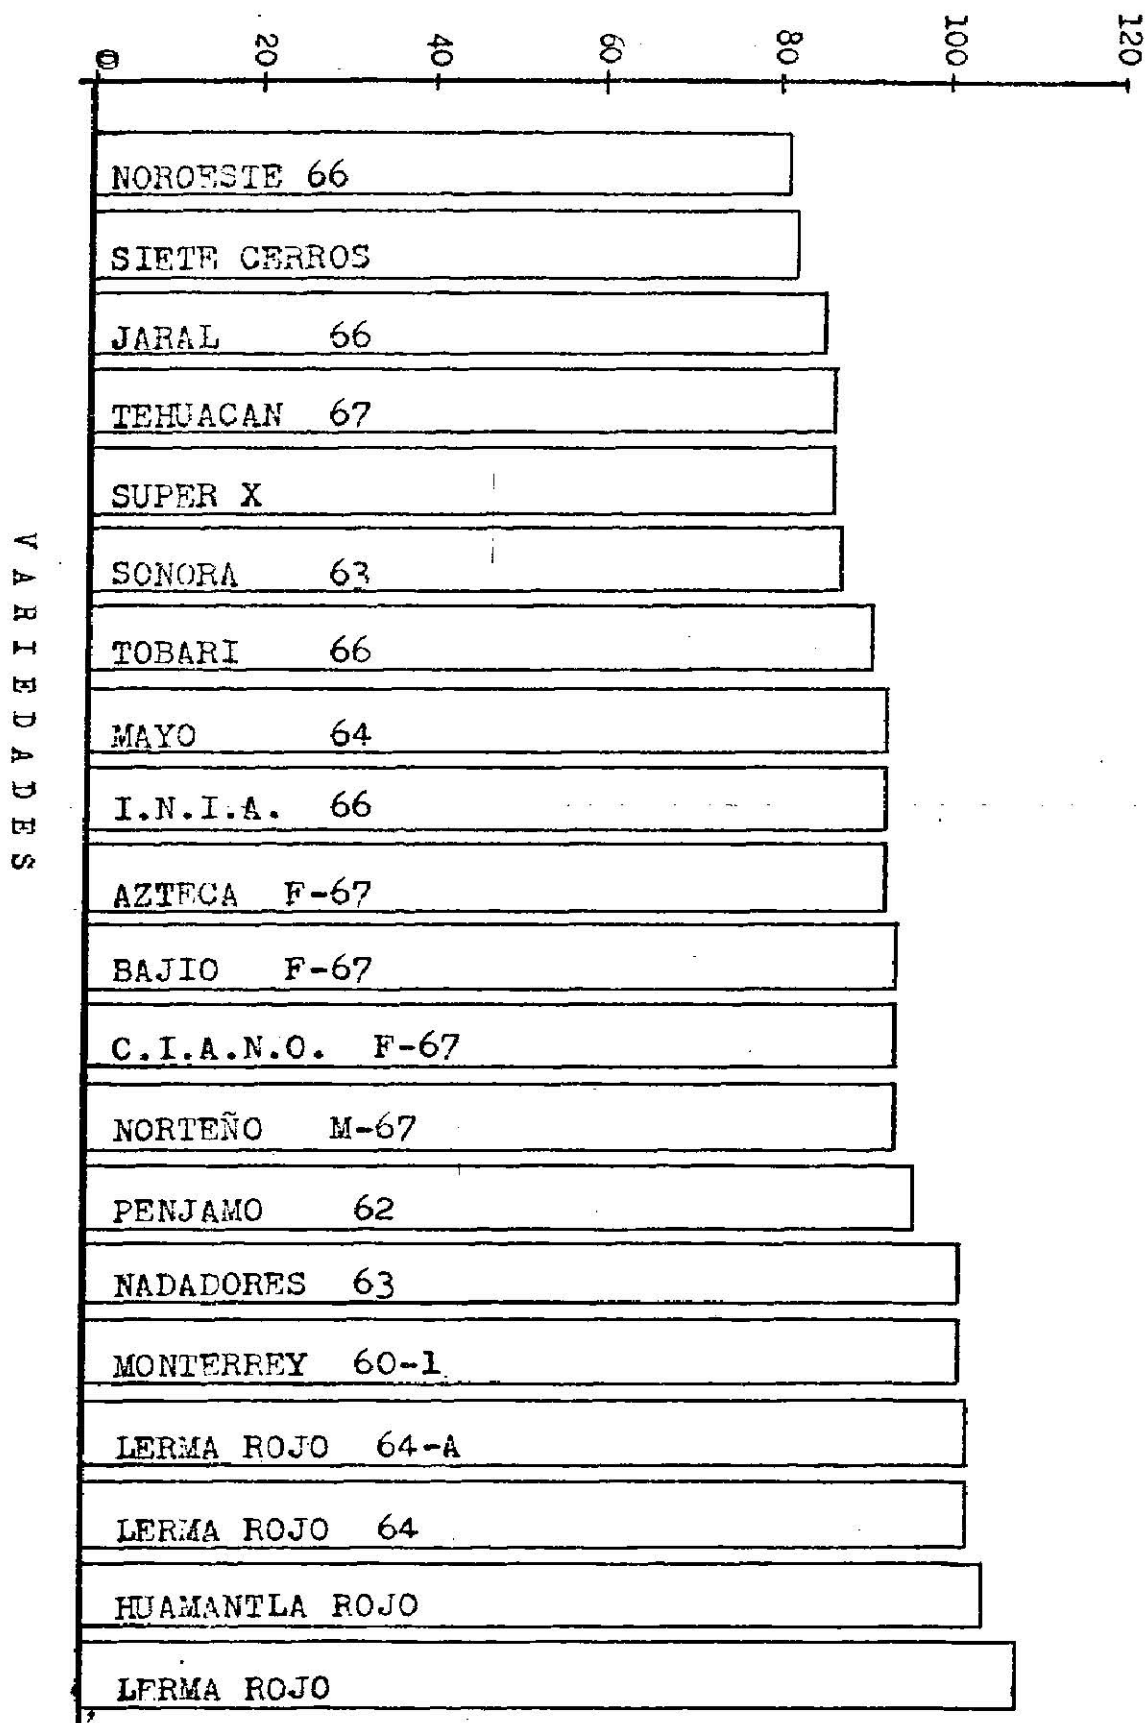 0 20 40 60 80 100 120
NOROESTE 66
SIETE CERROS
JARAL 66
TEHUACAN 67
SUPER X
SONORA 63
TOBARI 66
MAYO 64
I.N.I.A. 66
AZTECA F-67
BAJIO F-67
C.I.A.N.O. F-67
NORTEÑO M-67
PENJAMO 62
NADADORES 63
MONTERREY 60-1
LERMA ROJO 64-A
LERMA ROJO 64
HUAMANTLA ROJO
LERMA ROJO
VARIEDADES